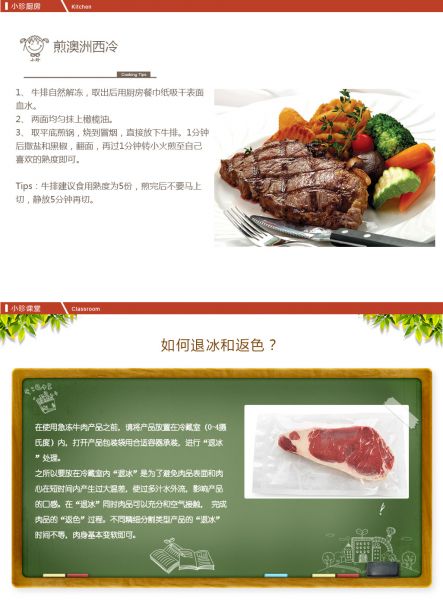 小珍厨房 Kitchen
煎澳洲西冷
小珍
Cooking Tips
1、 牛排自然解冻，取出后用厨房餐巾纸吸干表面
血水。
2、 两面均匀抹上橄榄油。
3、 取平底煎锅，烧到冒烟，直接放下牛排。1分钟
后撒盐和黑椒，翻面，再过1分钟转小火煎至自己
喜欢的熟度即可。
Tips：牛排建议食用熟度为5份，煎完后不要马上
切，静放5分钟再切。
小珍课堂 Classroom
如何退冰和返色？
在使用急冻牛肉产品之前，请将产品放置在冷藏室（0~4摄
氏度）内，打开产品包装袋用合适容器承装，进行“退冰
”处理。
之所以要放在冷藏室内“退冰”是为了避免肉品表面和肉
心在短时间内产生过大温差，使过多汁水外流，影响产品
的口感。在“退冰”同时肉品可以充分和空气接触， 完成
肉品的“返色”过程。不同精细分割类型产品的“退冰”
时间不等，肉身基本变软即可。